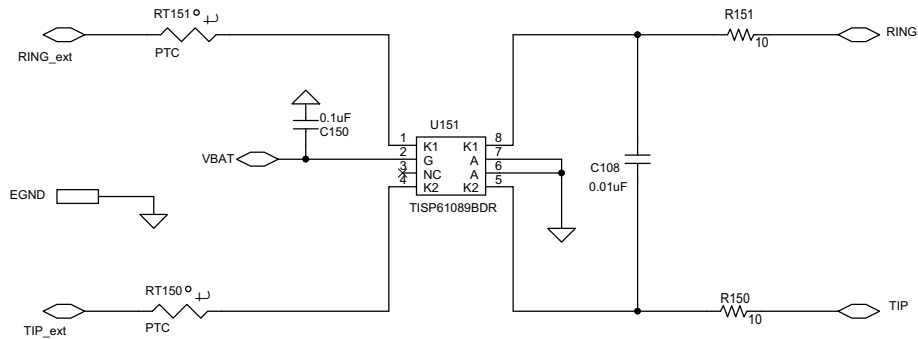 RT151
RING_ext
PTC
R151
10
RING
0.1uF
C150
U151
VBAT
1
2
3
4
K1
G
NC
K2
K1
A
A
K2
8
7
6
5
TISP61089BDR
C108
0.01uF
EGND
RT150
TIP_ext
PTC
R150
10
TIP